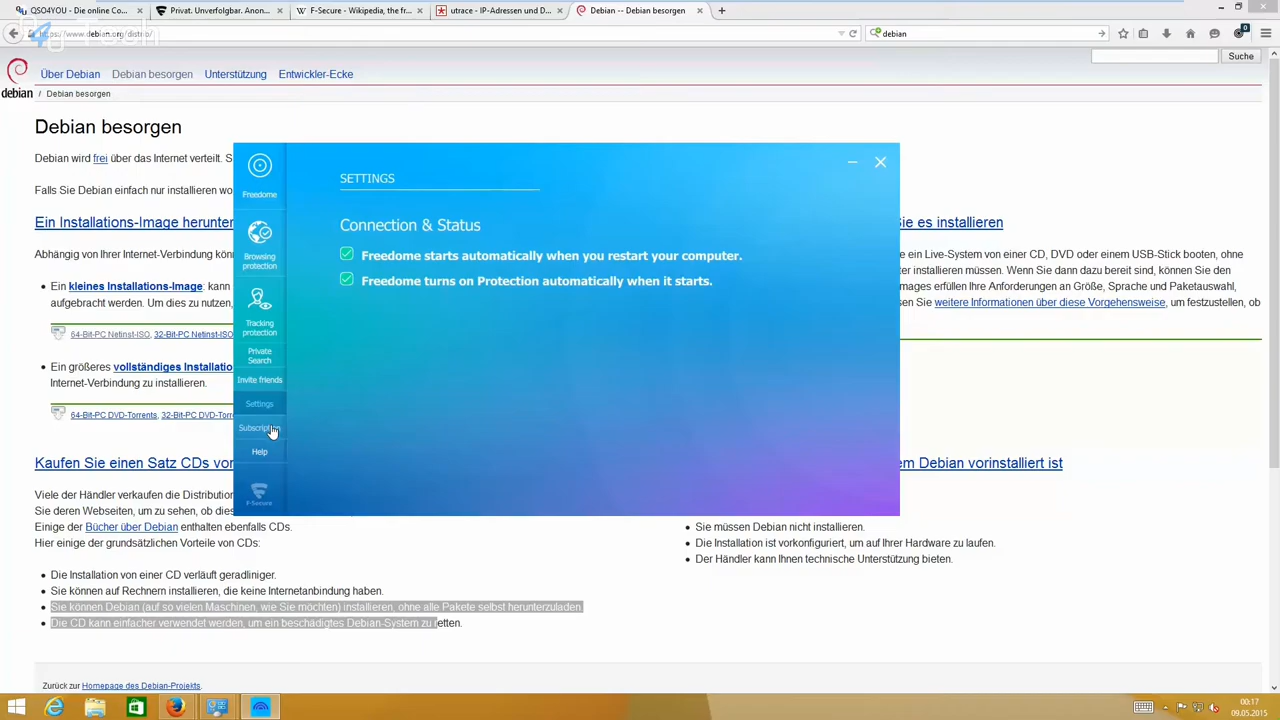 QSO4YOU - Die online Co...
Privat. Unverfolgbar. Anon...
F-Secure - Wikipedia, the fr...
utrace - IP-Adressen und D...
Debian -- Debian besorgen
https://www.debian.org/distrib/
debian
Tech
debian
Über Debian
Debian besorgen
Unterstützung
Entwickler-Ecke
Suche
/ Debian besorgen
Debian besorgen
Debian wird frei über das Internet verteilt. S
Falls Sie Debian einfach nur installieren wo
Ein Installations-Image herunter
Abhängig von Ihrer Internet-Verbindung kön
Ein kleines Installations-Image: kann
aufgebracht werden. Um dies zu nutzen,
64-Bit-PC Netinst-ISO, 32-Bit-PC Netinst-ISO,
Ein größeres vollständiges Installatio
Internet-Verbindung zu installieren.
64-Bit-PC DVD-Torrents, 32-Bit-PC DVD-Torr
Sie es installieren
e ein Live-System von einer CD, DVD oder einem USB-Stick booten, ohne
ter installieren müssen. Wenn Sie dann dazu bereit sind, können Sie den
mages erfüllen Ihre Anforderungen an Größe, Sprache und Paketauswahl,
weitere Informationen über diese Vorgehensweise, um festzustellen, ob
Freedome
Browsing
protection
Tracking
protection
Private
Search
Invite friends
Settings
Subscription
Help
F-Secure
SETTINGS
Connection & Status
Freedome starts automatically when you restart your computer.
Freedome turns on Protection automatically when it starts.
Kaufen Sie einen Satz CDs vor
Viele der Händler verkaufen die Distribution
Sie deren Webseiten, um zu sehen, ob dies
Einige der Bücher über Debian enthalten ebenfalls CDs.
Hier einige der grundsätzlichen Vorteile von CDs:
Die Installation von einer CD verläuft geradliniger.
Sie können auf Rechnern installieren, die keine Internetanbindung haben.
Sie können Debian (auf so vielen Maschinen, wie Sie möchten) installieren, ohne alle Pakete selbst herunterzuladen.
Die CD kann einfacher verwendet werden, um ein beschädigtes Debian-System zu retten.
em Debian vorinstalliert ist
Sie müssen Debian nicht installieren.
Die Installation ist vorkonfiguriert, um auf Ihrer Hardware zu laufen.
Der Händler kann Ihnen technische Unterstützung bieten.
Zurück zur Homepage des Debian-Projekts.
00:17
09.05.2015